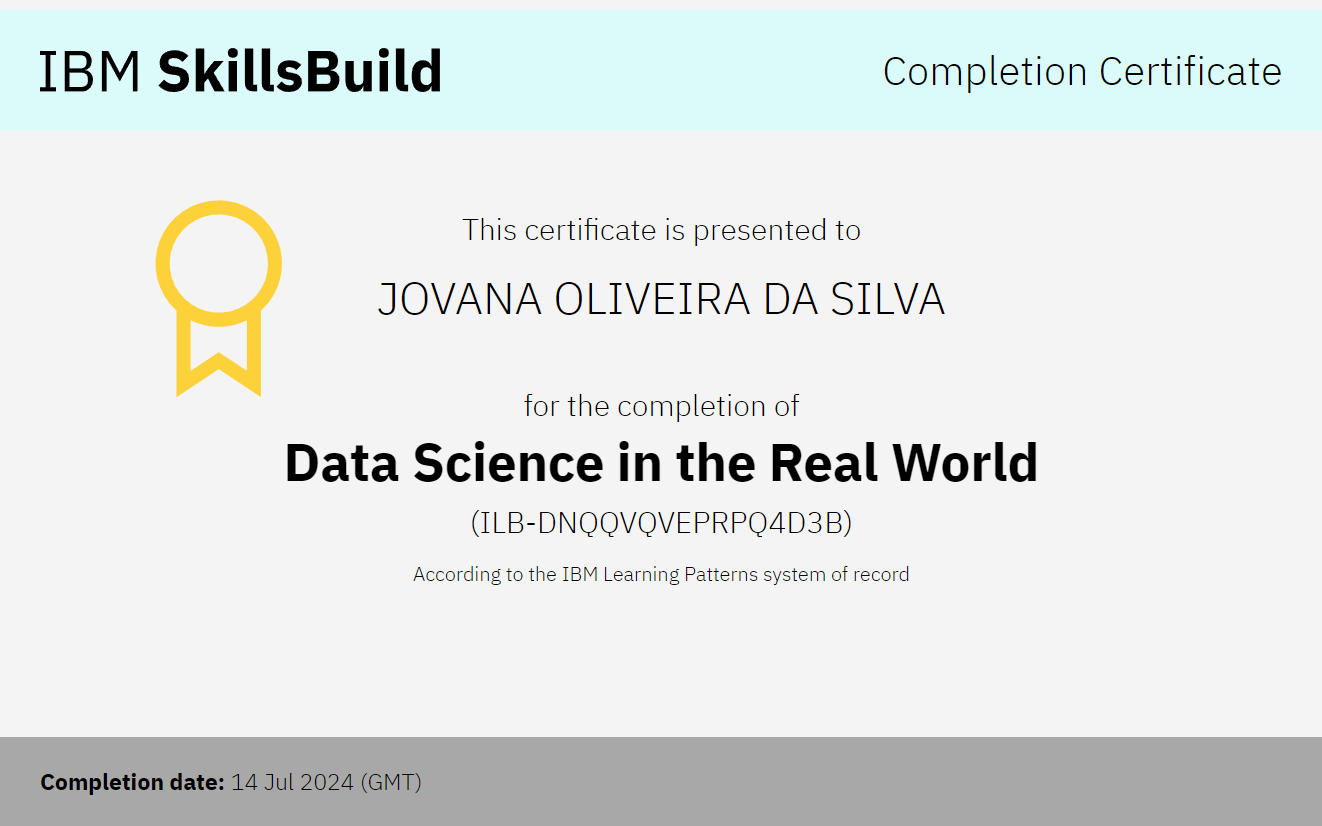 IBM SkillsBuild
Completion Certificate
This certificate is presented to
JOVANA OLIVEIRA DA SILVA
for the completion of
Data Science in the Real World
(ILB-DNQQVQVEPRPQ4D3B)
According to the IBM Learning Patterns system of record
Completion date: 14 Jul 2024 (GMT)